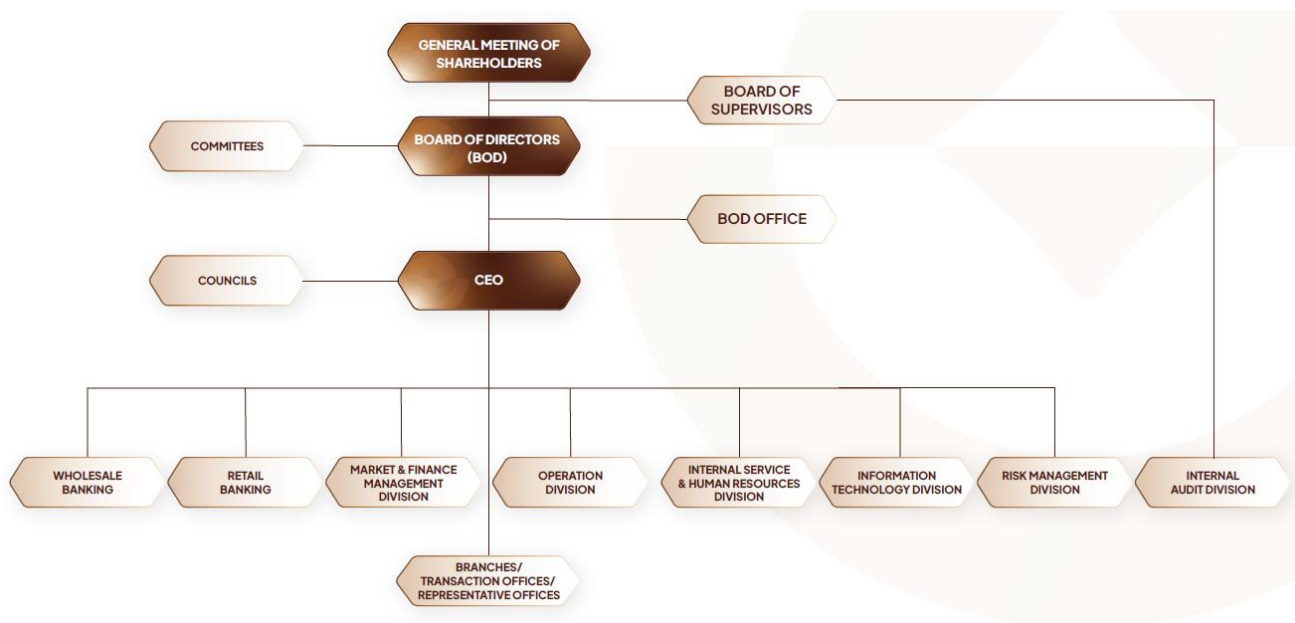 GENERAL MEETING OF
SHAREHOLDERS
BOARD OF
SUPERVISORS
COMMITTEES
BOARD OF DIRECTORS
(BOD)
BOD OFFICE
COUNCILS
CEO
WHOLESALE
BANKING
RETAIL
BANKING
MARKET & FINANCE
MANAGEMENT
DIVISION
OPERATION
DIVISION
INTERNAL SERVICE
& HUMAN RESOURCES
DIVISION
INFORMATION
TECHNOLOGY DIVISION
RISK MANAGEMENT
DIVISION
INTERNAL
AUDIT DIVISION
BRANCHES/
TRANSACTION OFFICES/
REPRESENTATIVE OFFICES